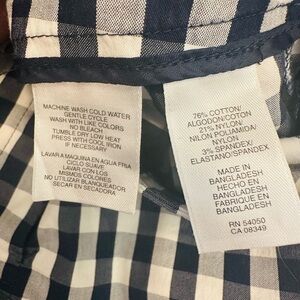 MACHINE WASH COLD WATER
GENTLE CYCLE
WASH WITH LIKE COLORS
NO BLEACH
TUMBLE DRY LOW HEAT
PRESS WITH COOL IRON
IF NECESSARY
LAVAR A MAQUINA EN AGUA FRIA
CICLO SUAVE
LAVAR CON LOS
MISMOS COLORES
NO UTILIZAR BLANQUEADOR
SECAR EN SECADORA
76% COTTON/
ALGODON/COTON
21% NYLON/
NILON POLIAMIDA/
NYLON
3% SPANDEX/
ELASTANO/SPANDEX
MADE IN
BANGLADESH
HECHO EN
BANGLADESH
FABRIQUE EN
BANGLADESH
RN 54050
CA 08349